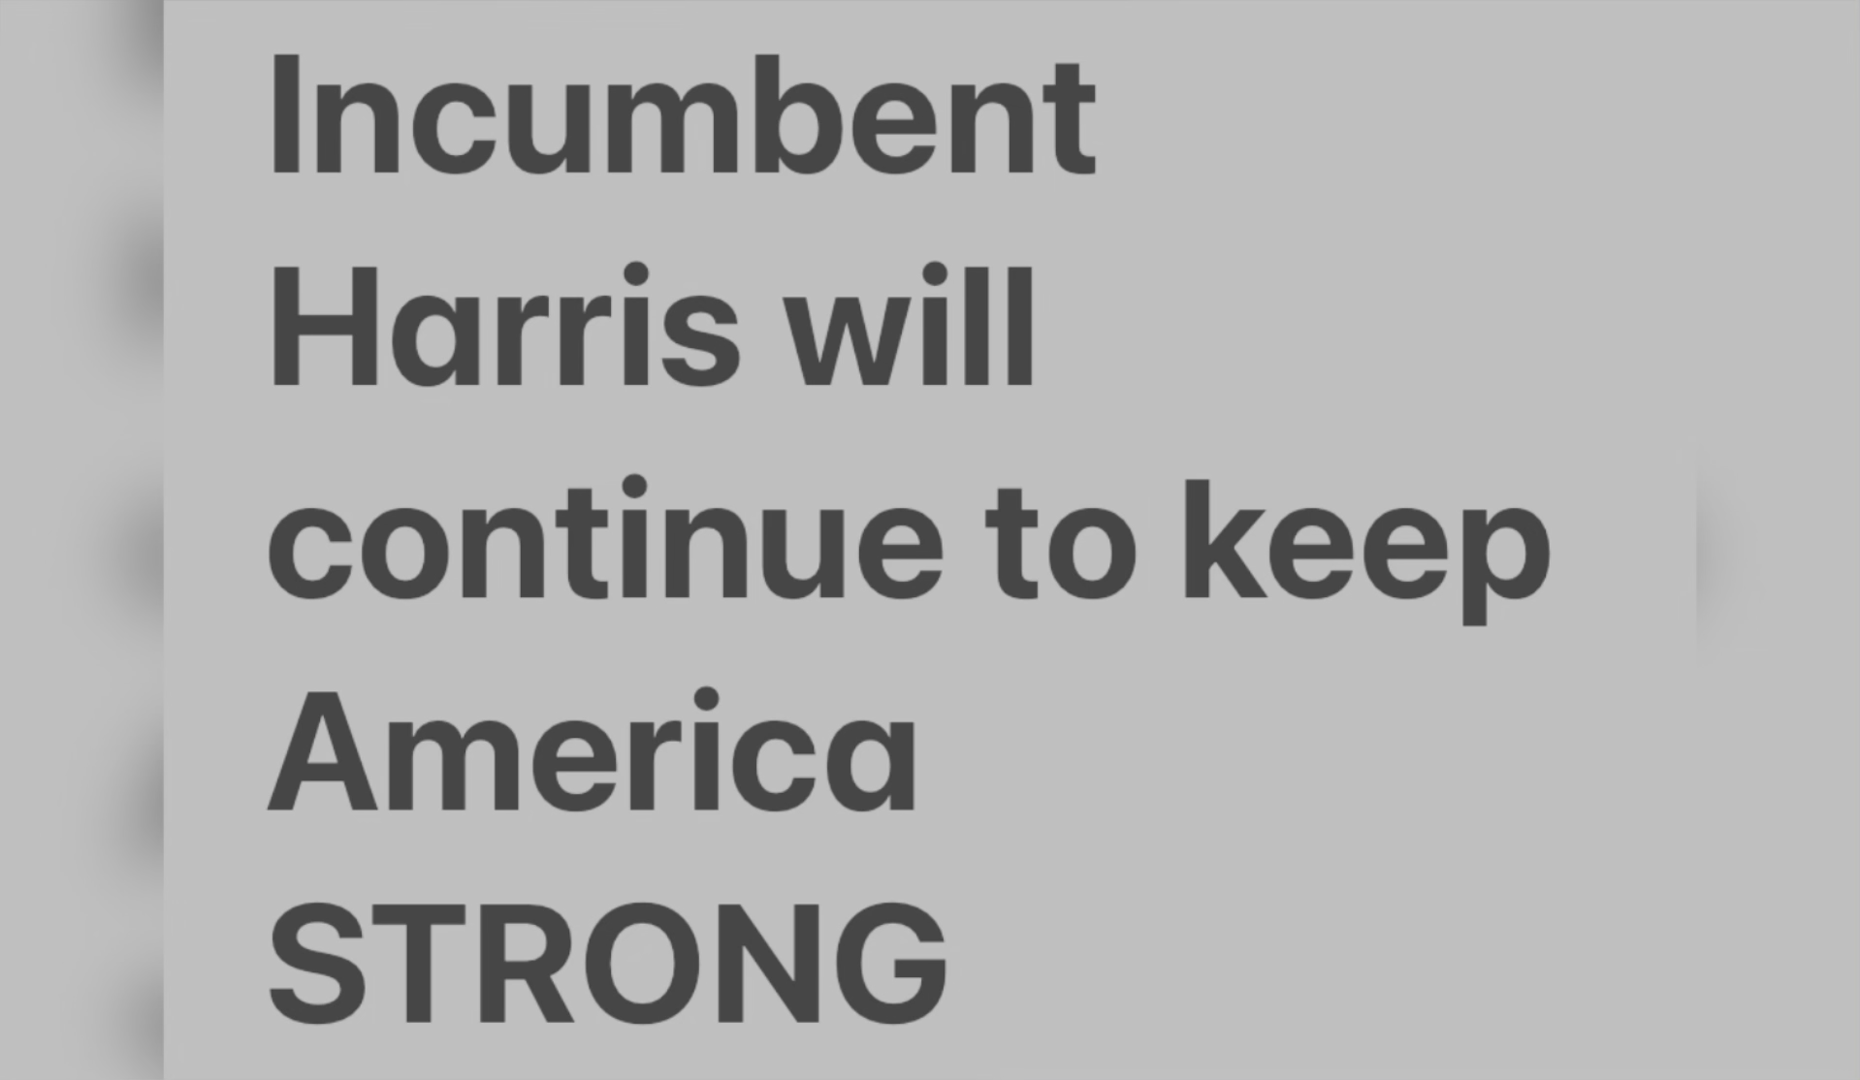 Incumbent
Harris will
continue to keep
America
STRONG